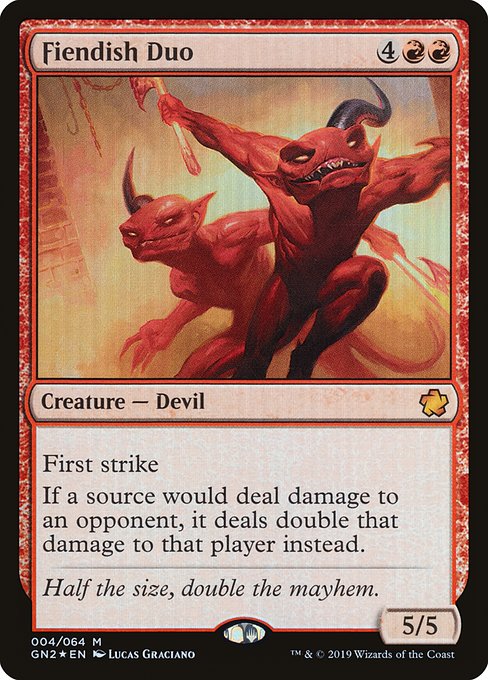 Fiendish Duo 4
Creature — Devil
First strike
If a source would deal damage to
an opponent, it deals double that
damage to that player instead.
Half the size, double the mayhem.
5/5
004/064 M
GN2★EN Lucas Graciano
™ & © 2019 Wizards of the Coast